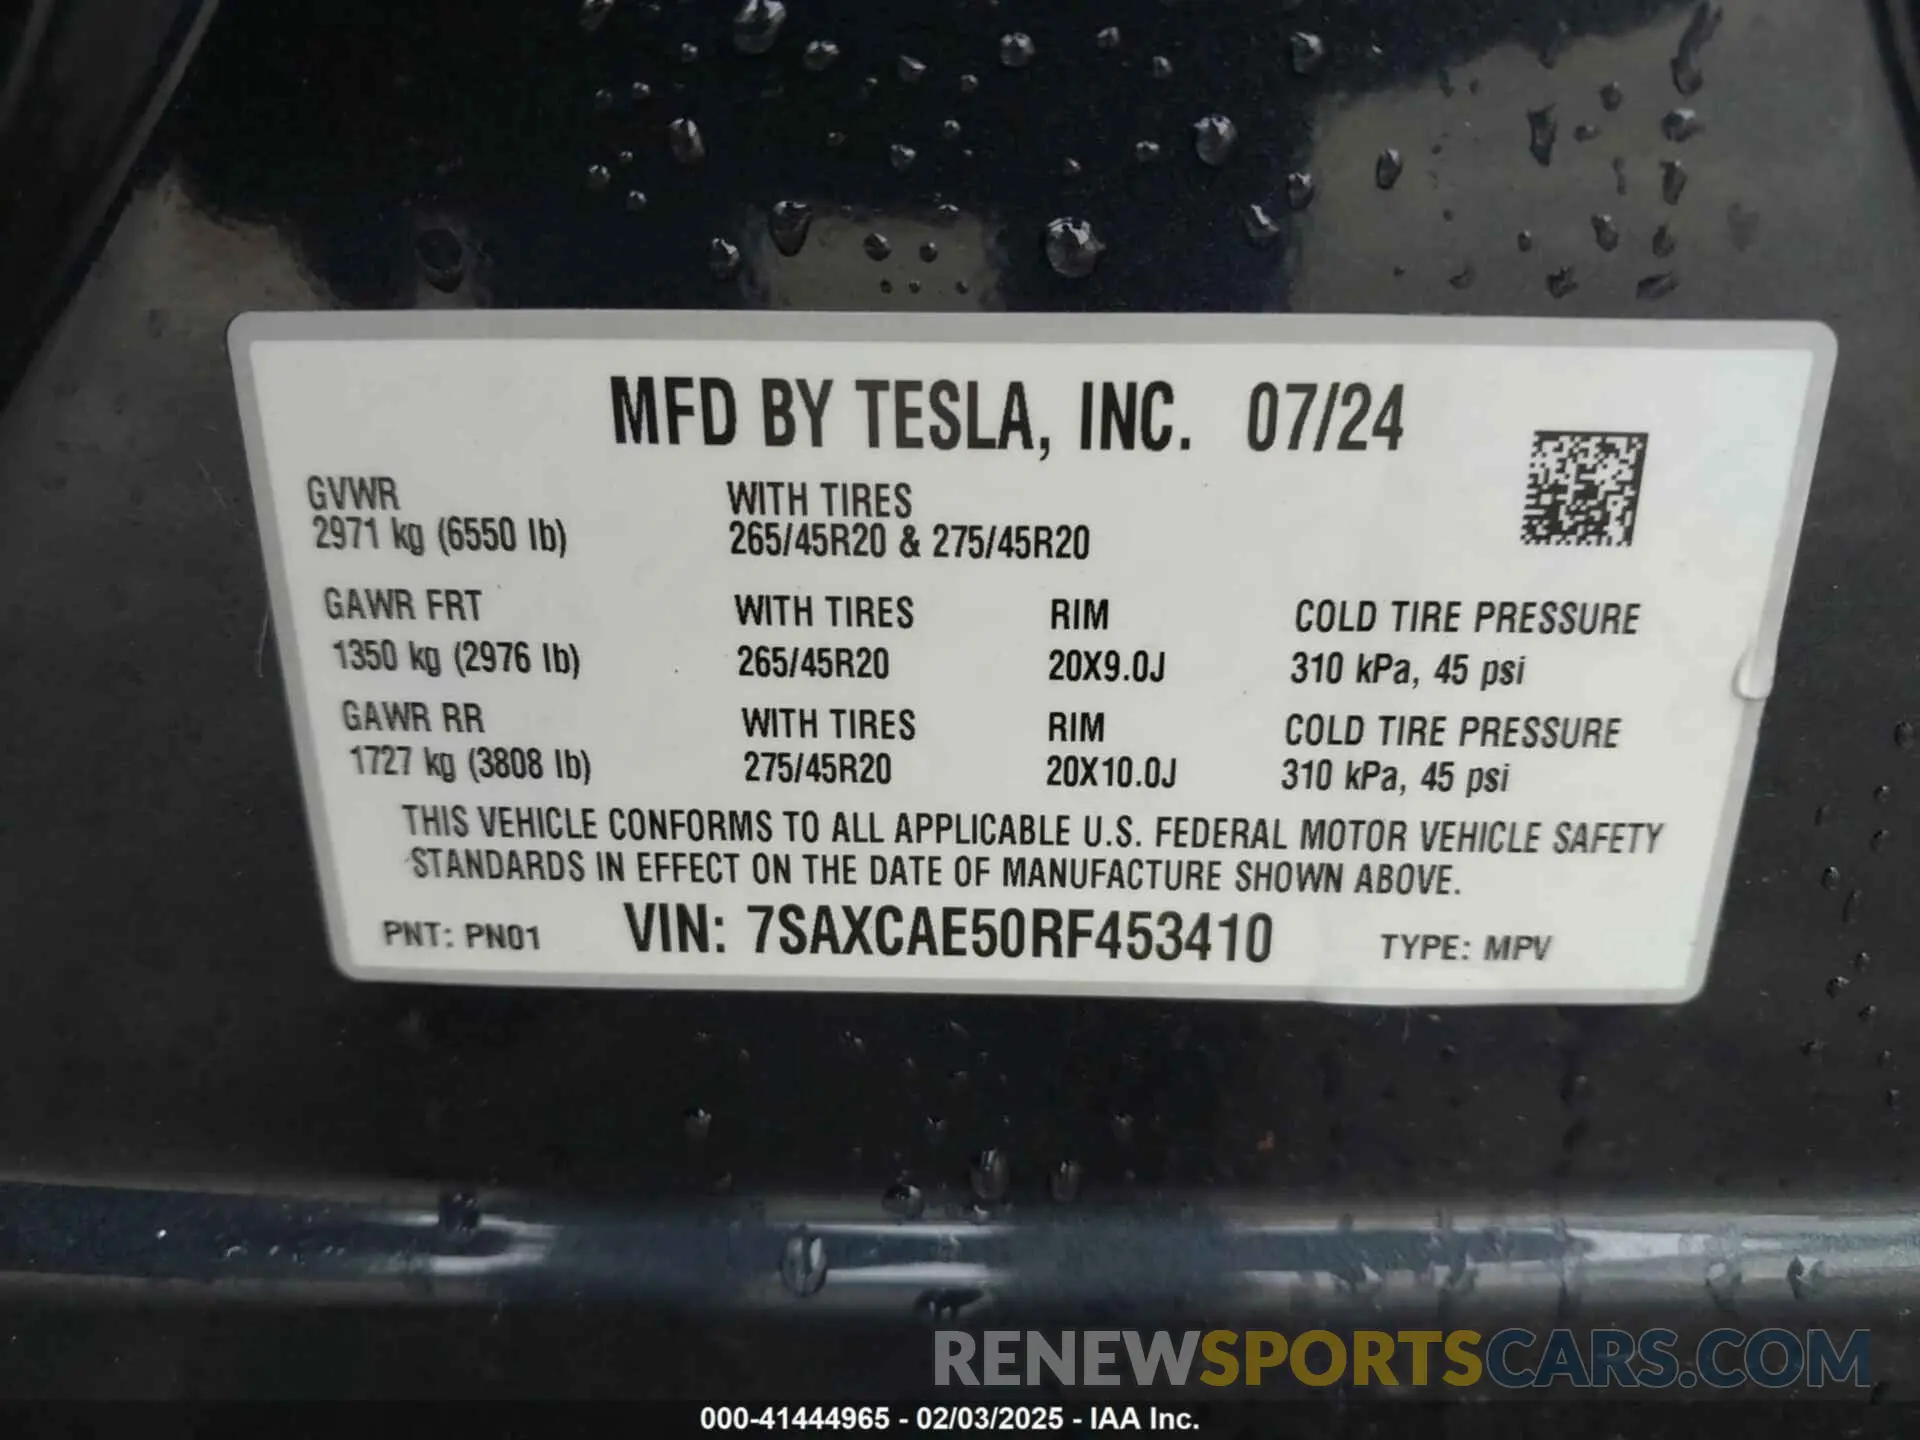 MFD BY TESLA, INC. 07/24
GVWR WITH TIRES
2971 kg (6550 lb) 265/45R20 & 275/45R20
GAWR FRT WITH TIRES RIM COLD TIRE PRESSURE
1350 kg (2976 lb) 265/45R20 20X9.0J 310 kPa, 45 psi
GAWR RR WITH TIRES RIM COLD TIRE PRESSURE
1727 kg (3808 lb) 275/45R20 20X10.0J 310 kPa, 45 psi
THIS VEHICLE CONFORMS TO ALL APPLICABLE U.S. FEDERAL MOTOR VEHICLE SAFETY
STANDARDS IN EFFECT ON THE DATE OF MANUFACTURE SHOWN ABOVE.
PNT: PN01 VIN: 7SAXCAE50RF453410 TYPE: MPV
RENEWSPORTSCARS.COM
000-41444965 - 02/03/2025 - IAA Inc.